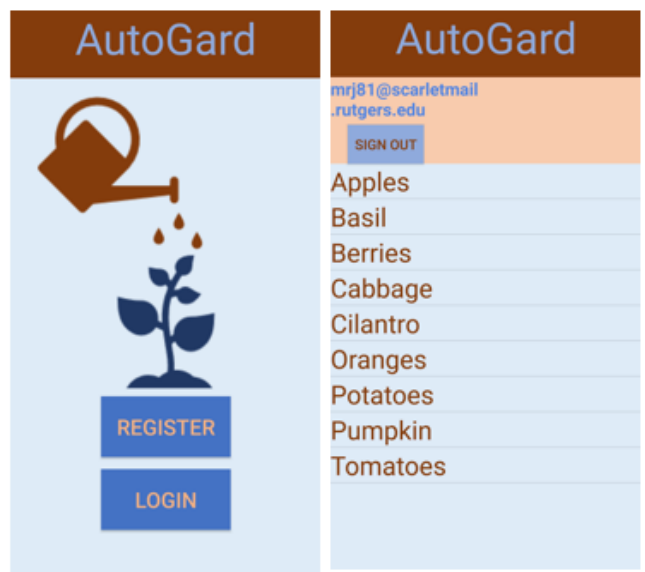 AutoGard
REGISTER
LOGIN
AutoGard
mrj81@scarletmail
.rutgers.edu
SIGN OUT
Apples
Basil
Berries
Cabbage
Cilantro
Oranges
Potatoes
Pumpkin
Tomatoes